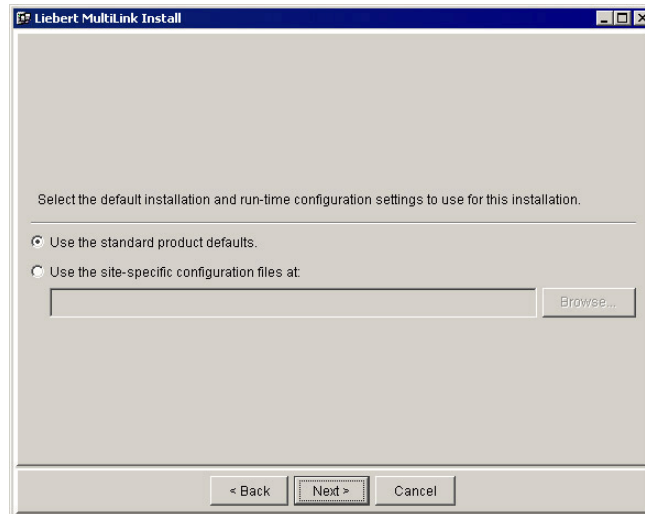 Liebert MultiLink Install
Select the default installation and run-time configuration settings to use for this installation.
Use the standard product defaults.
Use the site-specific configuration files at:
Browse...
< Back
Next >
Cancel